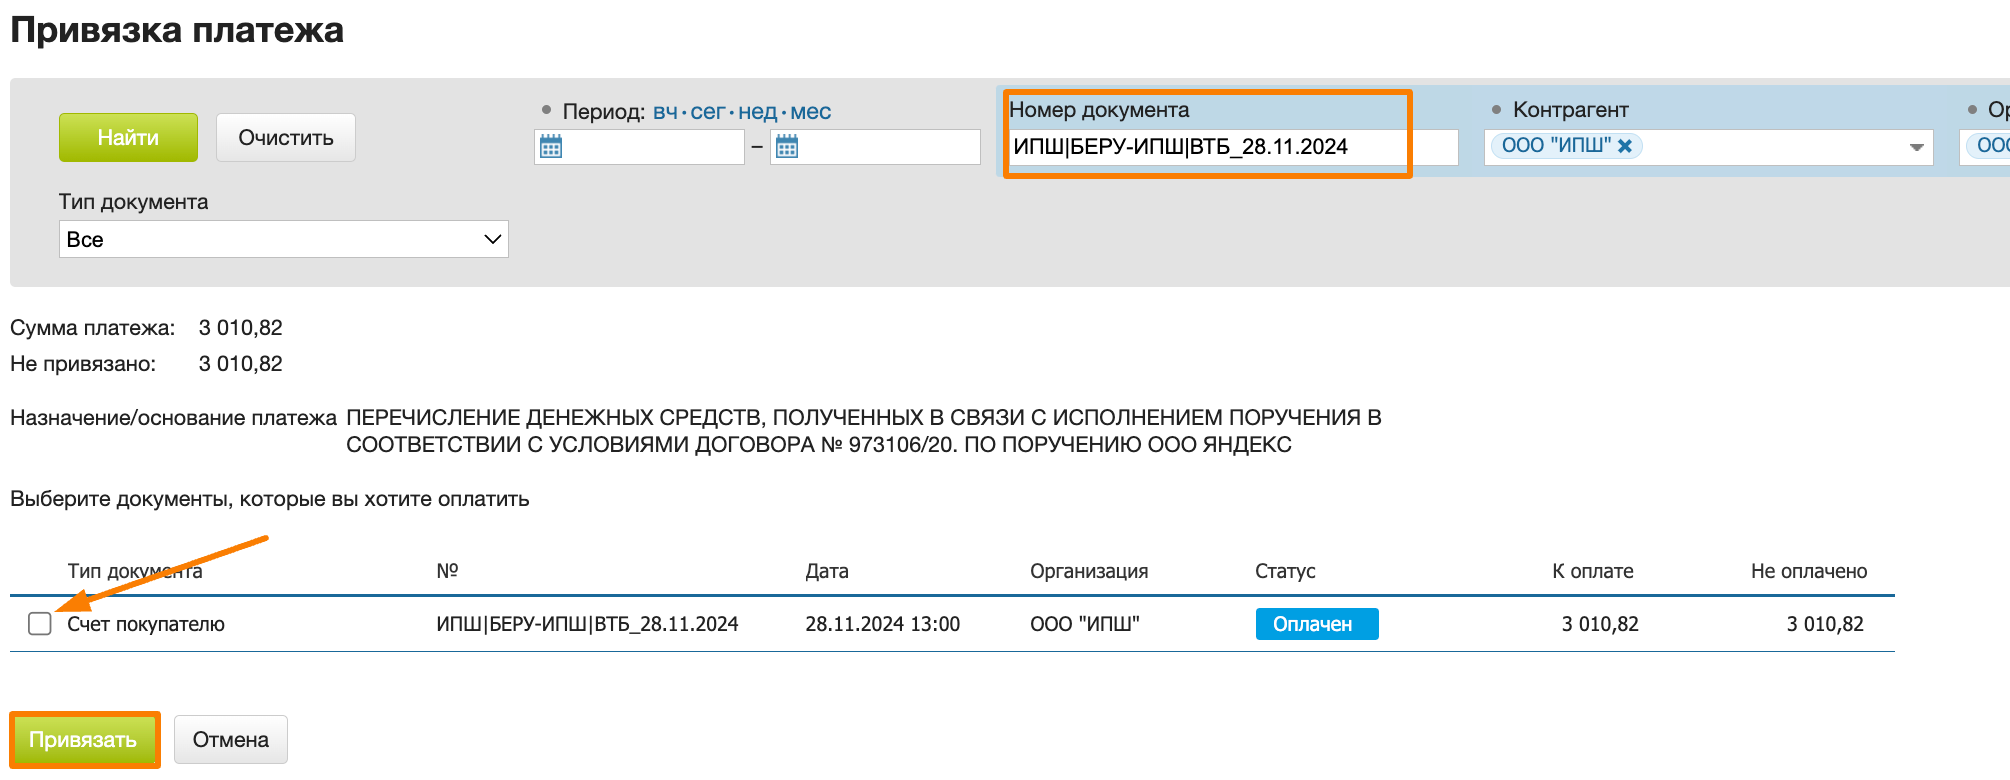 Привязка платежа
Найти
Очистить
Период: вч · сег · нед · мес
–
Номер документа
ИПШ|БЕРУ-ИПШ|ВТБ_28.11.2024
Контрагент
ООО "ИПШ"
Тип документа
Все
Сумма платежа: 3 010,82
Не привязано: 3 010,82
Назначение/основание платежа ПЕРЕЧИСЛЕНИЕ ДЕНЕЖНЫХ СРЕДСТВ, ПОЛУЧЕННЫХ В СВЯЗИ С ИСПОЛНЕНИЕМ ПОРУЧЕНИЯ В
СООТВЕТСТВИИ С УСЛОВИЯМИ ДОГОВОРА № 973106/20. ПО ПОРУЧЕНИЮ ООО ЯНДЕКС
Выберите документы, которые вы хотите оплатить
Тип документа № Дата Организация Статус К оплате Не оплачено
Счет покупателю ИПШ|БЕРУ-ИПШ|ВТБ_28.11.2024 28.11.2024 13:00 ООО "ИПШ" Оплачен 3 010,82 3 010,82
Привязать Отмена